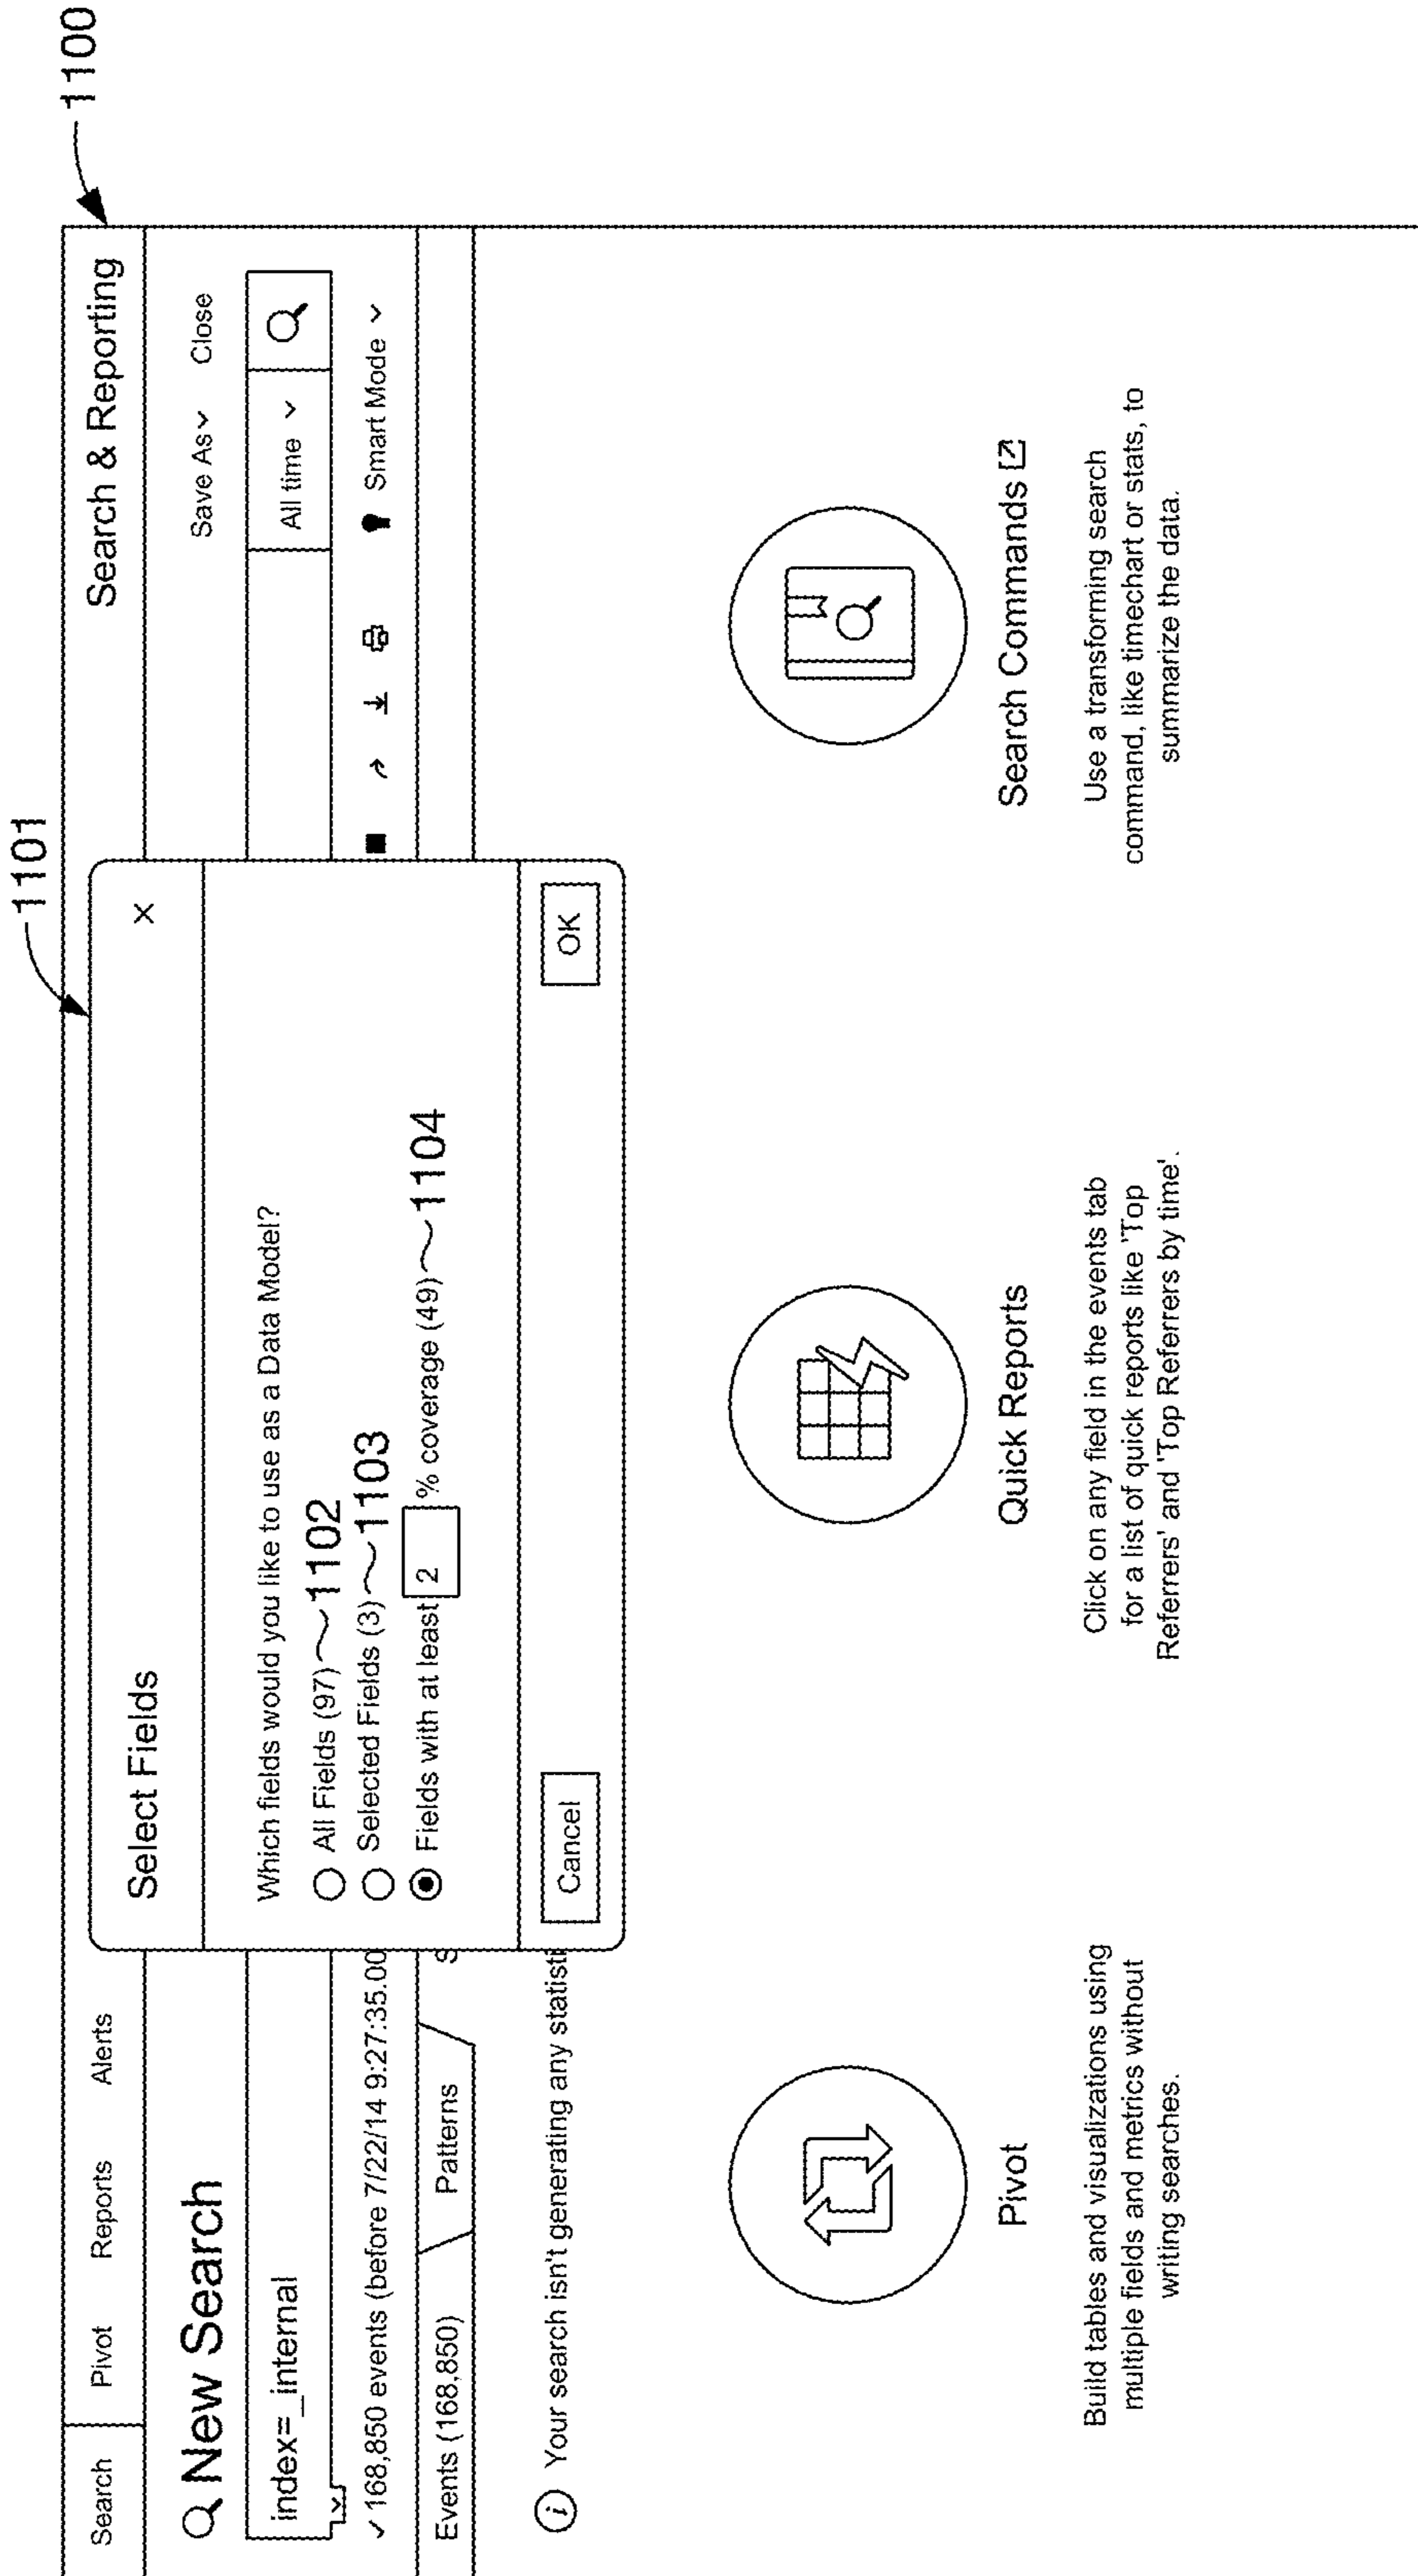 1100
1101
Search Pivot Reports Alerts Search & Reporting
New Search
Save As Close
index=_internal
All time
✓ 168,850 events (before 7/22/14 9:27:35.00
Smart Mode
Events (168,850) Patterns S
Your search isn't generating any statisti
Select Fields
×
Which fields would you like to use as a Data Model?
All Fields (97) 1102
Selected Fields (3) 1103
Fields with at least 2 % coverage (49) 1104
Cancel OK
Pivot
Build tables and visualizations using
multiple fields and metrics without
writing searches.
Quick Reports
Click on any field in the events tab
for a list of quick reports like 'Top
Referrers' and 'Top Referrers by time'.
Search Commands
Use a transforming search
command, like timechart or stats, to
summarize the data.